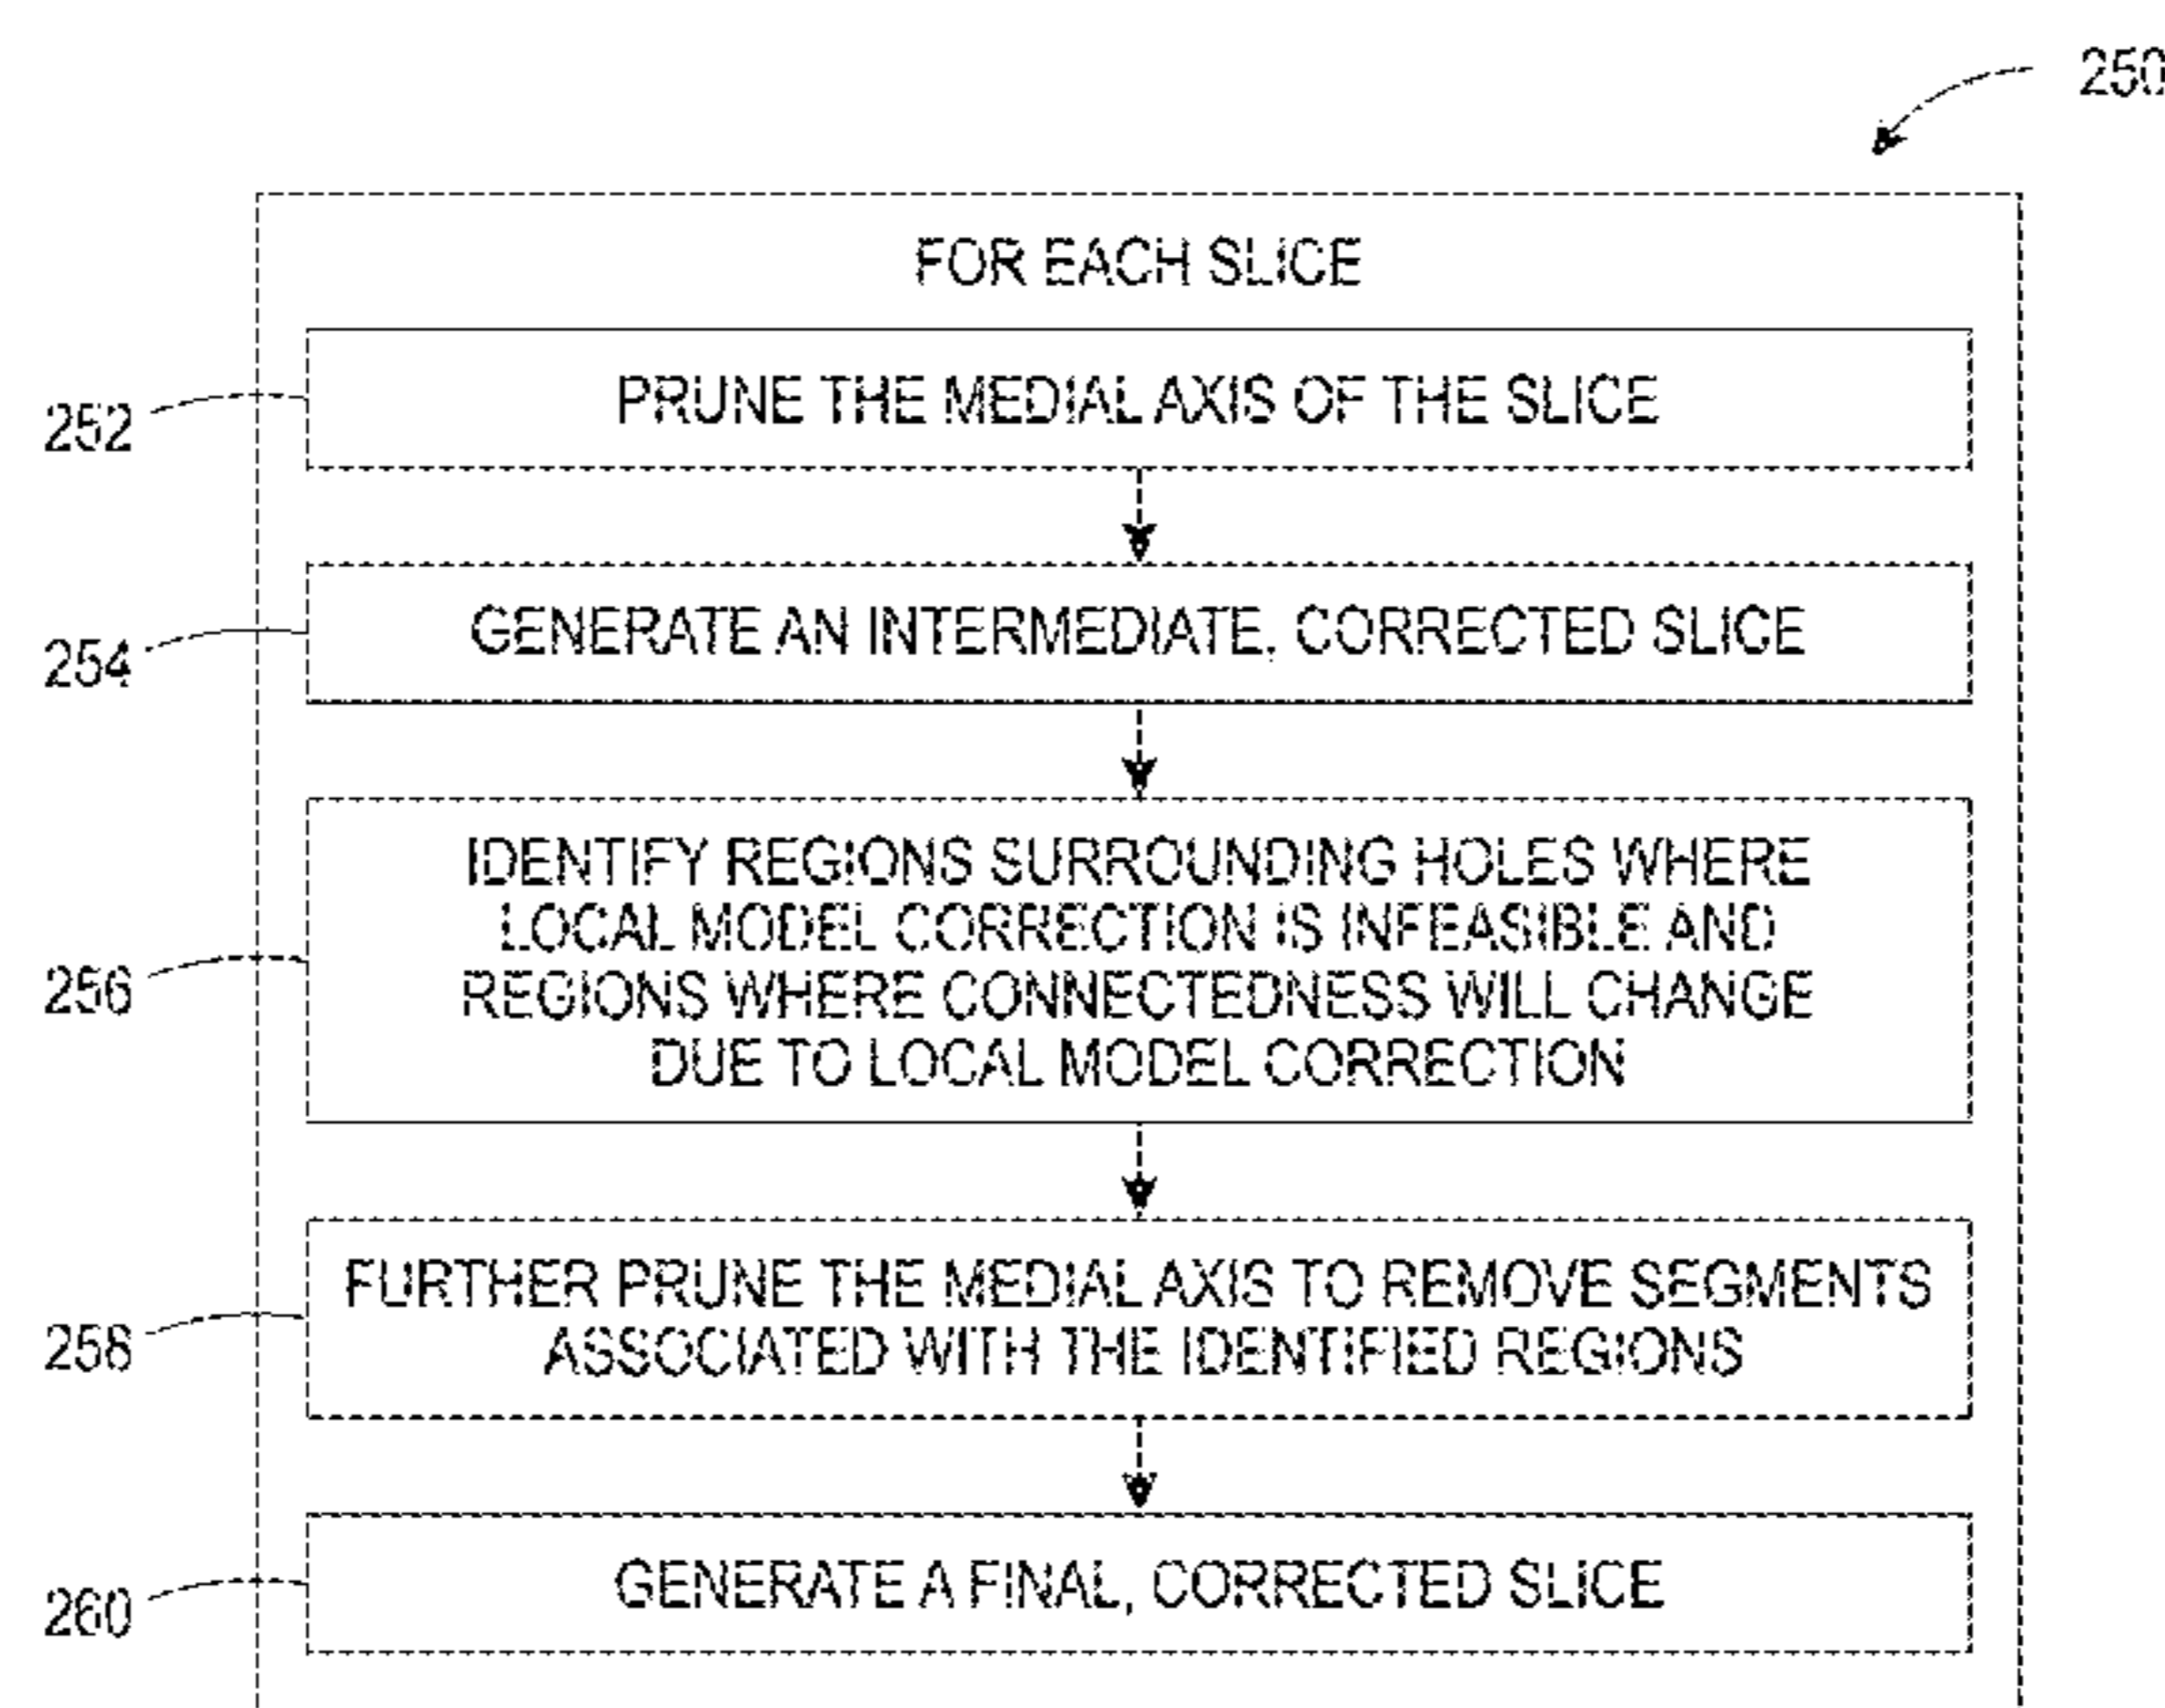 250
FOR EACH SLICE
252
PRUNE THE MEDIAL AXIS OF THE SLICE
254
GENERATE AN INTERMEDIATE, CORRECTED SLICE
256
IDENTIFY REGIONS SURROUNDING HOLES WHERE
LOCAL MODEL CORRECTION IS INFEASIBLE AND
REGIONS WHERE CONNECTEDNESS WILL CHANGE
DUE TO LOCAL MODEL CORRECTION
258
FURTHER PRUNE THE MEDIAL AXIS TO REMOVE SEGMENTS
ASSOCIATED WITH THE IDENTIFIED REGIONS
260
GENERATE A FINAL, CORRECTED SLICE